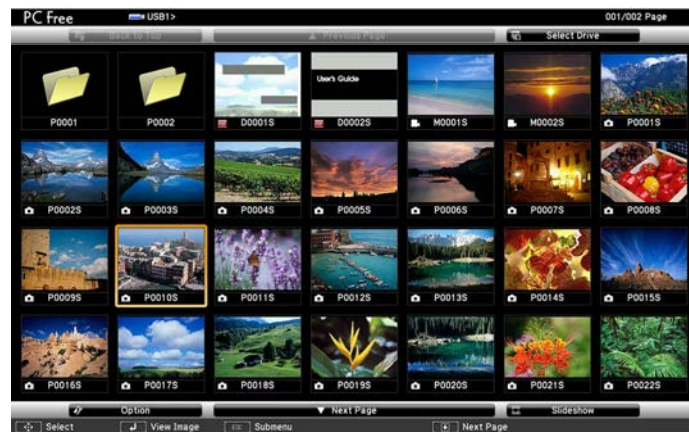 PC Free USB1> 001/002 Page
Back to Top Previous Page Select Drive
User's Guide
P0001 P0002 D0001S D0002S M0001S M0002S P0001S
P0002S P0003S P0004S P0005S P0006S P0007S P0008S
P0009S P0010S P0011S P0012S P0013S P0014S P0015S
P0016S P0017S P0018S P0019S P0020S P0021S P0022S
Option Next Page Slideshow
Select View Image Esc Submenu Next Page